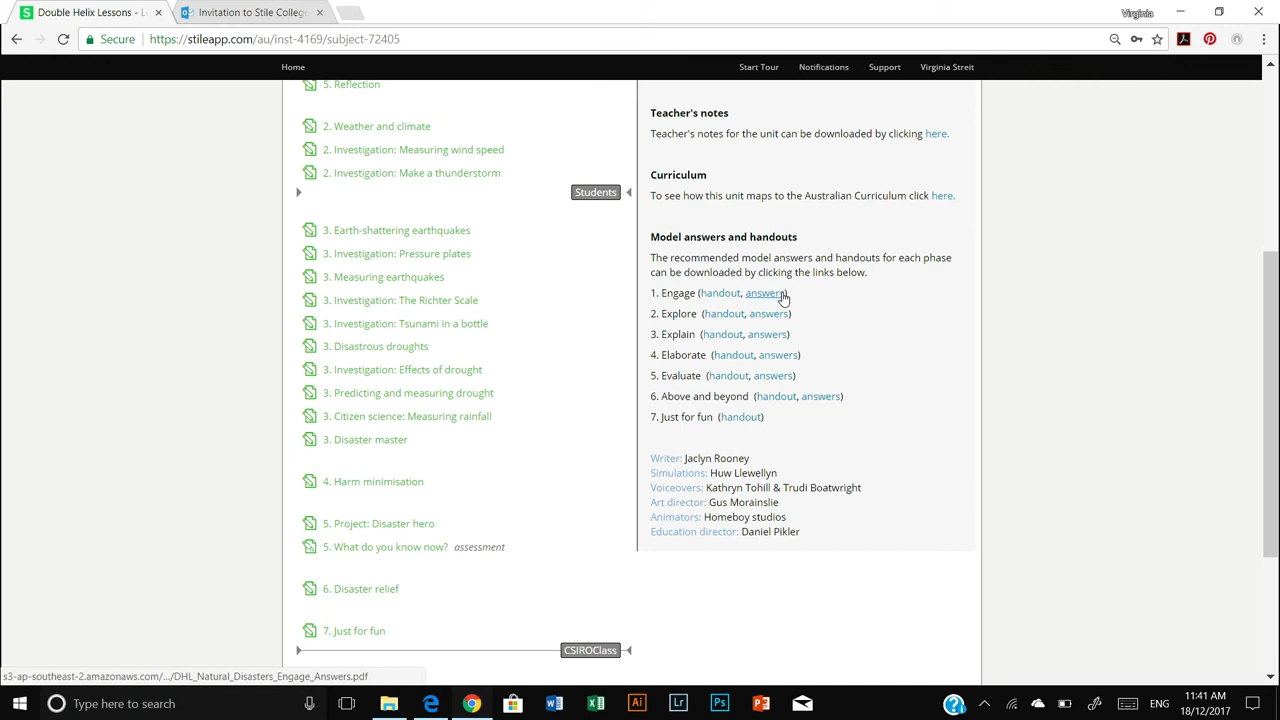 Double Helix Lessons - L
Invitation to Stile College
Virginia
Secure
https://stileapp.com/au/inst-4169/subject-72405
Home
Start Tour
Notifications
Support
Virginia Streit
5. Reflection
2. Weather and climate
2. Investigation: Measuring wind speed
2. Investigation: Make a thunderstorm
Students
3. Earth-shattering earthquakes
3. Investigation: Pressure plates
3. Measuring earthquakes
3. Investigation: The Richter Scale
3. Investigation: Tsunami in a bottle
3. Disastrous droughts
3. Investigation: Effects of drought
3. Predicting and measuring drought
3. Citizen science: Measuring rainfall
3. Disaster master
4. Harm minimisation
5. Project: Disaster hero
5. What do you know now? assessment
6. Disaster relief
7. Just for fun
CSIROClass
Teacher's notes
Teacher's notes for the unit can be downloaded by clicking here.
Curriculum
To see how this unit maps to the Australian Curriculum click here.
Model answers and handouts
The recommended model answers and handouts for each phase
can be downloaded by clicking the links below.
1. Engage (handout, answers)
2. Explore (handout, answers)
3. Explain (handout, answers)
4. Elaborate (handout, answers)
5. Evaluate (handout, answers)
6. Above and beyond (handout, answers)
7. Just for fun (handout)
Writer: Jaclyn Rooney
Simulations: Huw Llewellyn
Voiceovers: Kathryn Tohill & Trudi Boatwright
Art director: Gus Morainslie
Animators: Homeboy studios
Education director: Daniel Pikler
s3-ap-southeast-2.amazonaws.com/.../DHL_Natural_Disasters_Engage_Answers.pdf
Type here to search
Ai
Lr
Ps
ENG
11:41 AM
18/12/2017
2